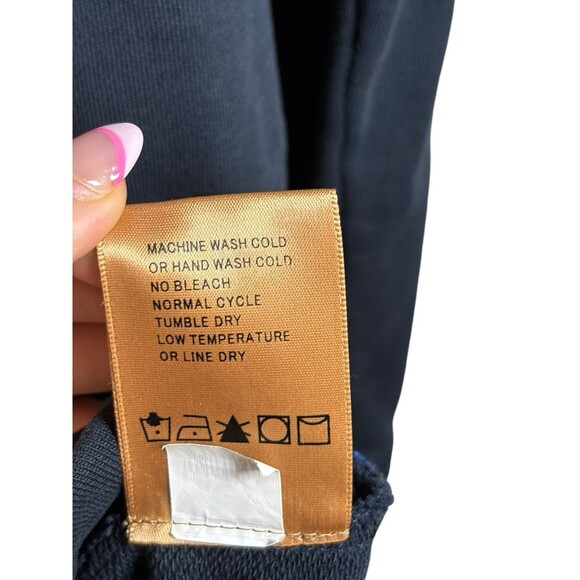 MACHINE WASH COLD
OR HAND WASH COLD
NO BLEACH
NORMAL CYCLE
TUMBLE DRY
LOW TEMPERATURE
OR LINE DRY